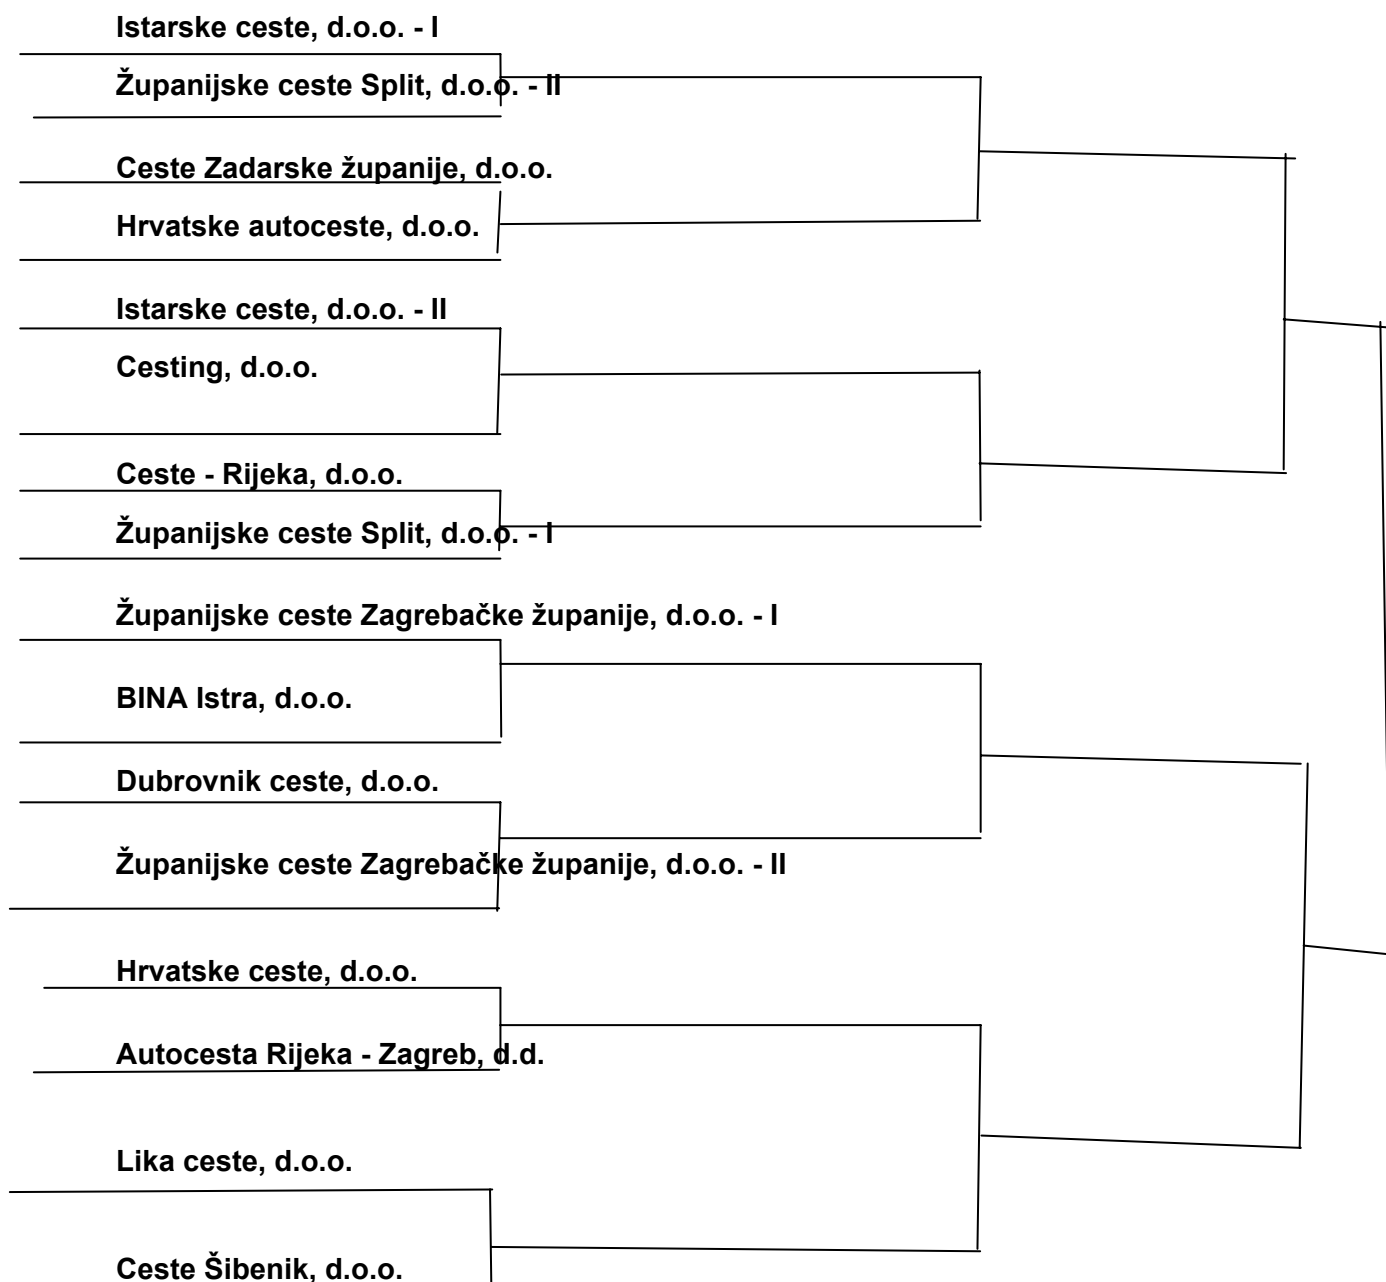 Istarske ceste, d.o.o. - I
Županijske ceste Split, d.o.o. - II
Ceste Zadarske županije, d.o.o.
Hrvatske autoceste, d.o.o.
Istarske ceste, d.o.o. - II
Cesting, d.o.o.
Ceste - Rijeka, d.o.o.
Županijske ceste Split, d.o.o. - I
Županijske ceste Zagrebačke županije, d.o.o. - I
BINA Istra, d.o.o.
Dubrovnik ceste, d.o.o.
Županijske ceste Zagrebačke županije, d.o.o. - II
Hrvatske ceste, d.o.o.
Autocesta Rijeka - Zagreb, d.d.
Lika ceste, d.o.o.
Ceste Šibenik, d.o.o.